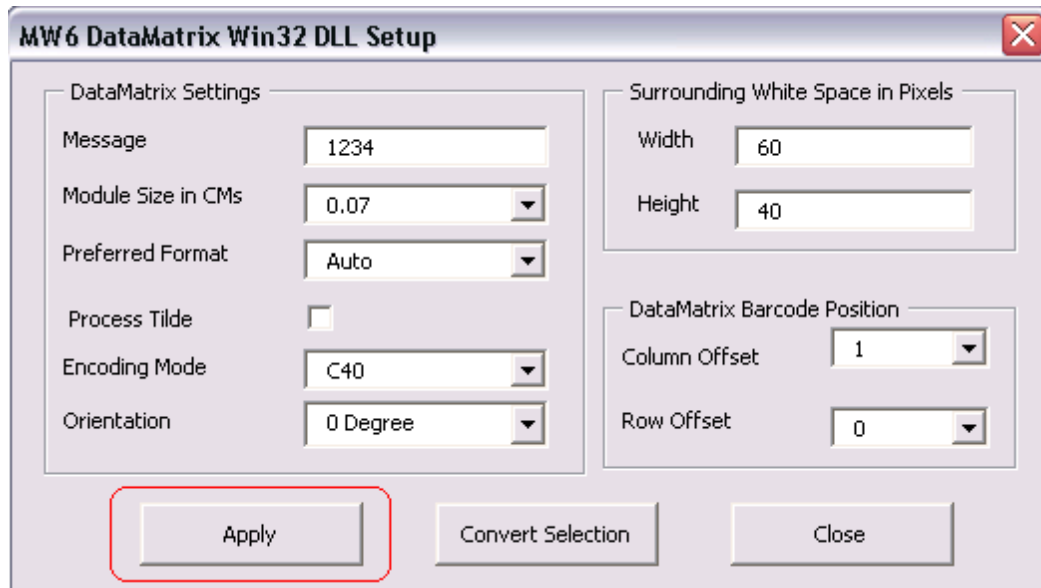 MW6 DataMatrix Win32 DLL Setup
DataMatrix Settings
Message 1234
Module Size in CMs 0.07
Preferred Format Auto
Process Tilde
Encoding Mode C40
Orientation 0 Degree
Surrounding White Space in Pixels
Width 60
Height 40
DataMatrix Barcode Position
Column Offset 1
Row Offset 0
Apply Convert Selection Close